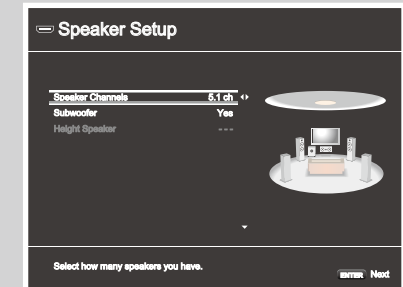 Speaker Setup
Speaker Channels 5.1 ch
Subwoofer Yes
Height Speaker ---
Select how many speakers you have.
ENTER Next